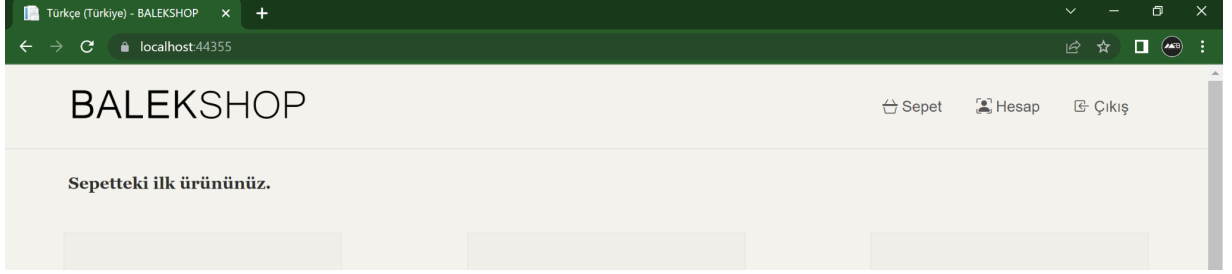 Türkçe (Türkiye) - BALEKSHOP
localhost:44355
BALEKSHOP
Sepet Hesap Çıkış
Sepetteki ilk ürününüz.